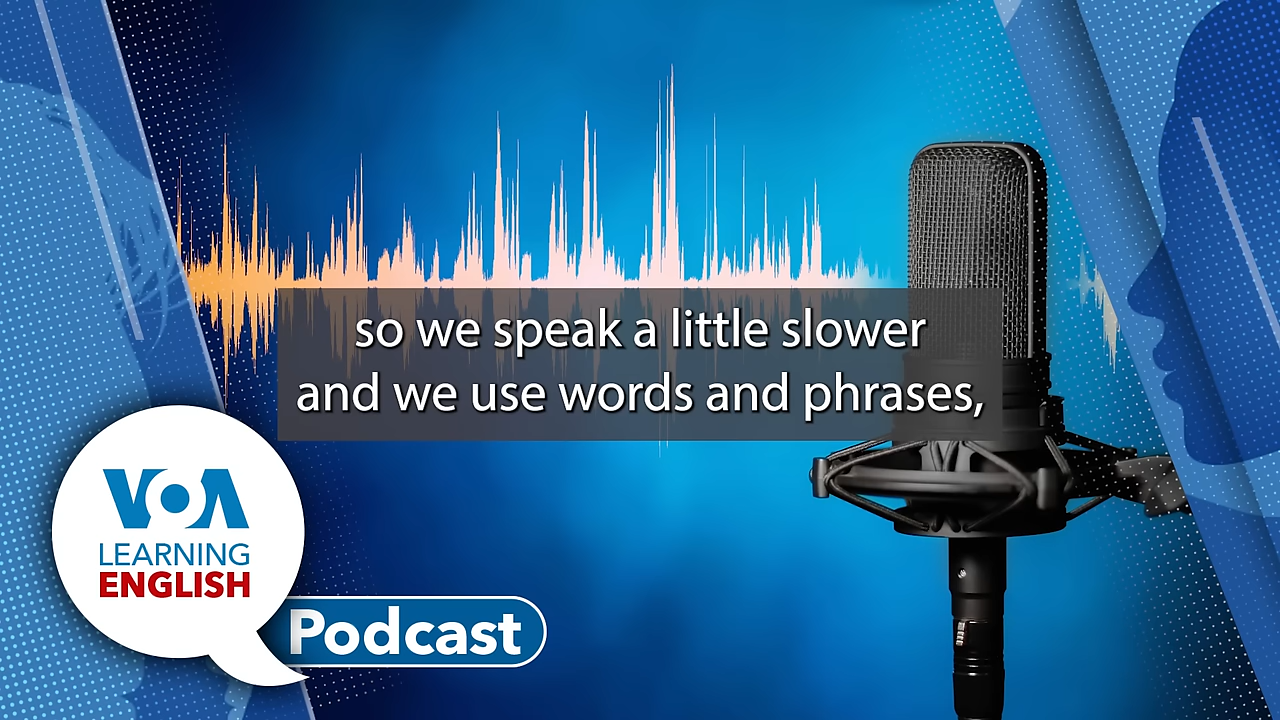 so we speak a little slower
and we use words and phrases,
VOA
LEARNING
ENGLISH
Podcast